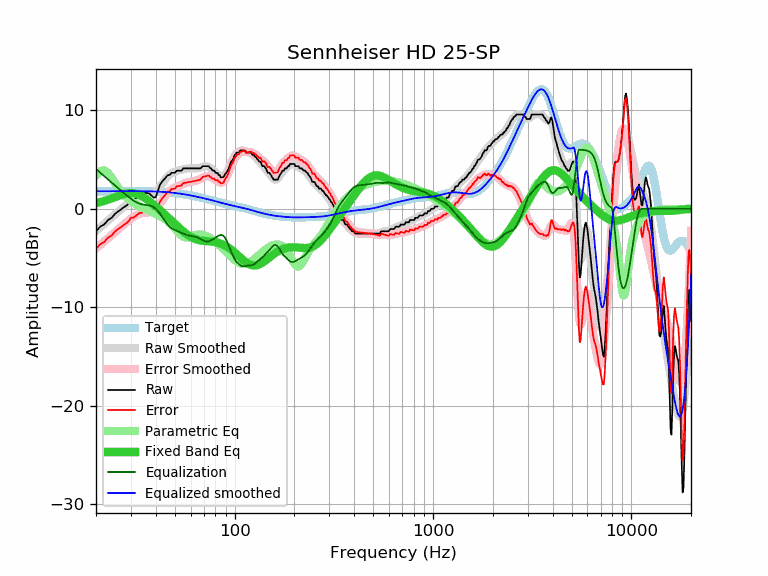 Sennheiser HD 25-SP
Amplitude (dBr)
10
0
−10
−20
−30
Target
Raw Smoothed
Error Smoothed
Raw
Error
Parametric Eq
Fixed Band Eq
Equalization
Equalized smoothed
100
1000
10000
Frequency (Hz)